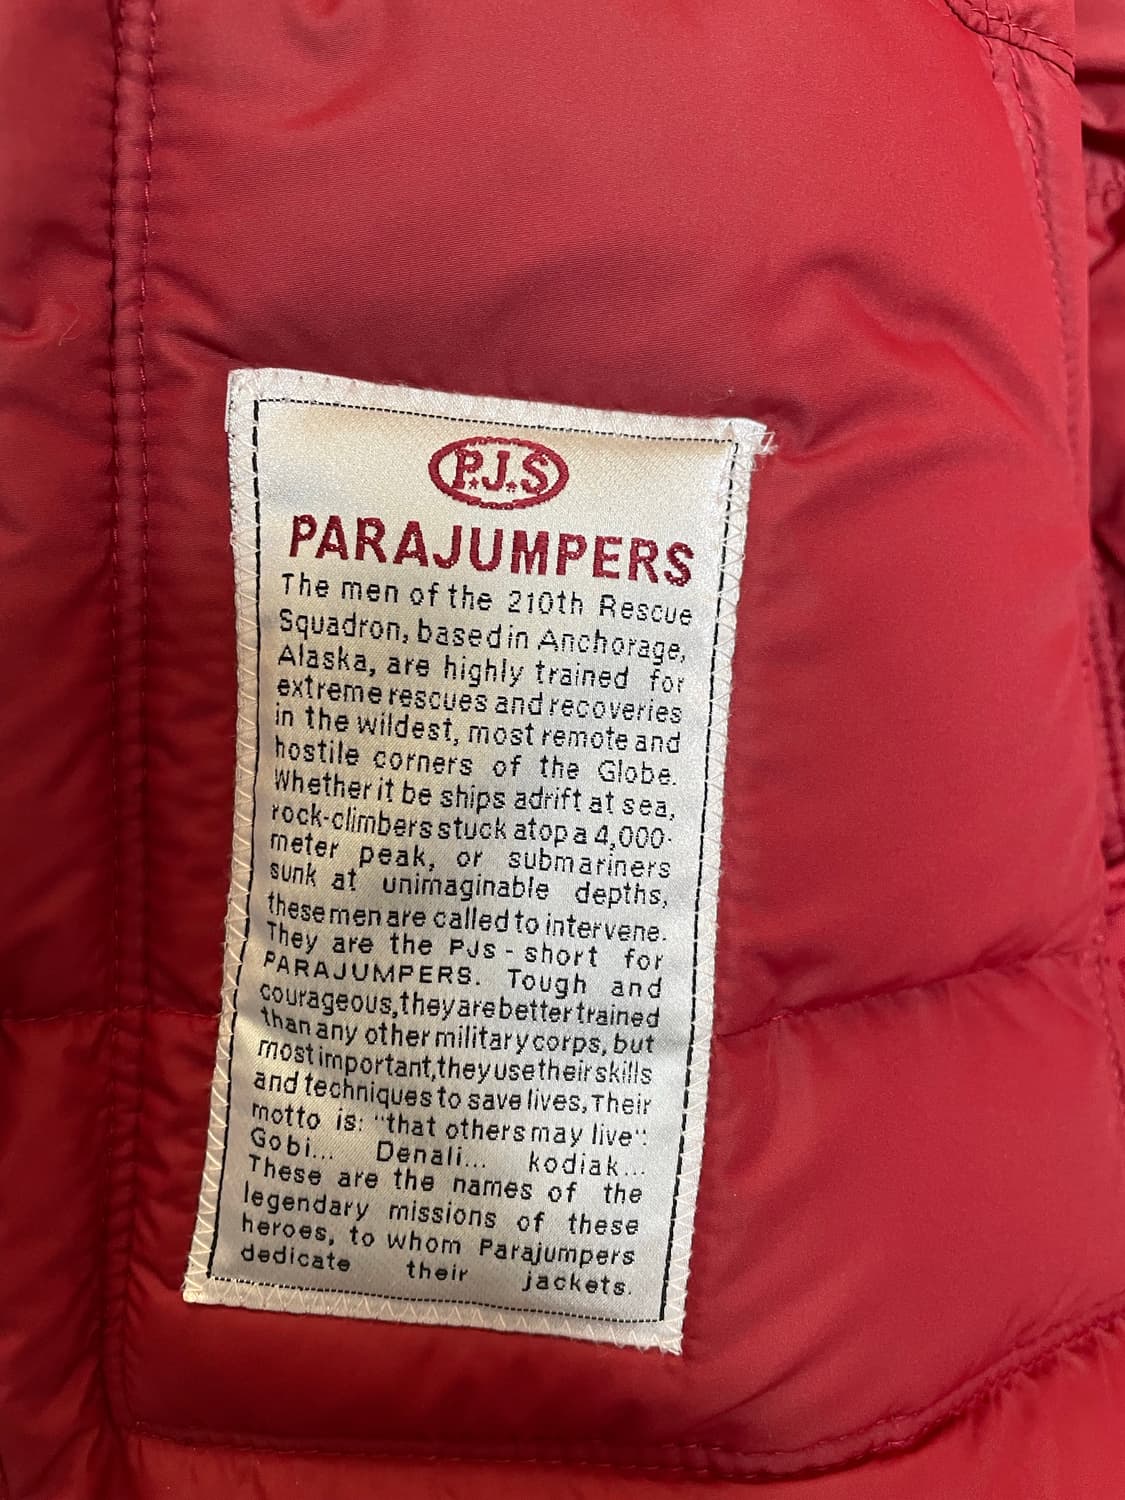 P.J.S
PARAJUMPERS
The men of the 210th Rescue
Squadron, based in Anchorage,
Alaska, are highly trained for
extreme rescues and recoveries
in the wildest, most remote and
hostile corners of the Globe.
Whether it be ships adrift at sea,
rock-climbers stuck atop a 4,000-
meter peak, or submariners
sunk at unimaginable depths,
these men are called to intervene.
They are the PJs - short for
PARAJUMPERS. Tough and
courageous, they are better trained
than any other military corps, but
most important, they use their skills
and techniques to save lives, Their
motto is: "that others may live":
Gobi... Denali... kodiak...
These are the names of the
legendary missions of these
heroes, to whom Parajumpers
dedicate their jackets.